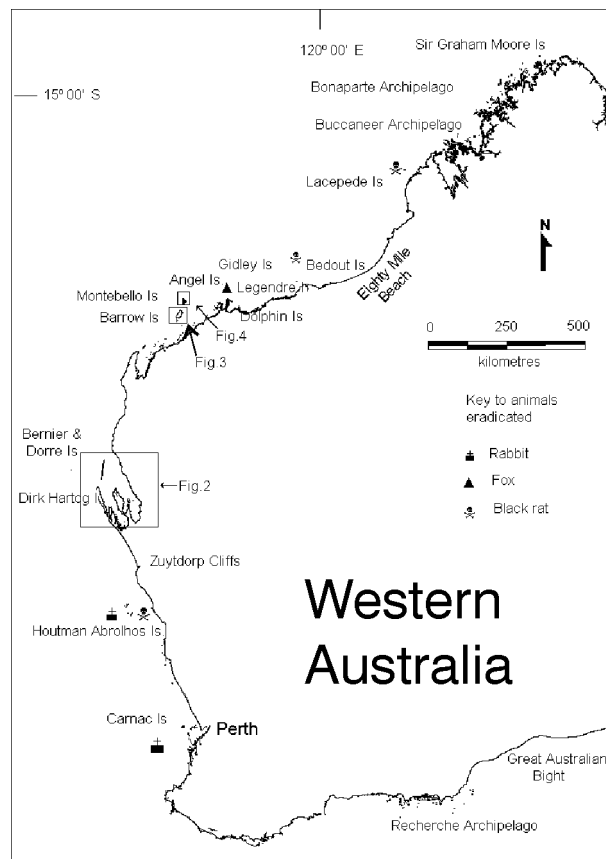 120°00' E
Sir Graham Moore Is
15°00' S
Bonaparte Archipelago
Buccaneer Archipelago
Lacepede Is
N
Gidley Is
Bedout Is
Eighty Mile
Beach
Angel Is
Legendre Is
Montebello Is
Barrow Is
Dolphin Is
Fig.4
Fig.3
0 250 500
kilometres
Key to animals
eradicated
Rabbit
Fox
Black rat
Bernier &
Dorre Is
Fig.2
Dirk Hartog I
Zuytdorp Cliffs
Houtman Abrolhos Is
Western
Australia
Carnac Is
Perth
Great Australian
Bight
Recherche Archipelago